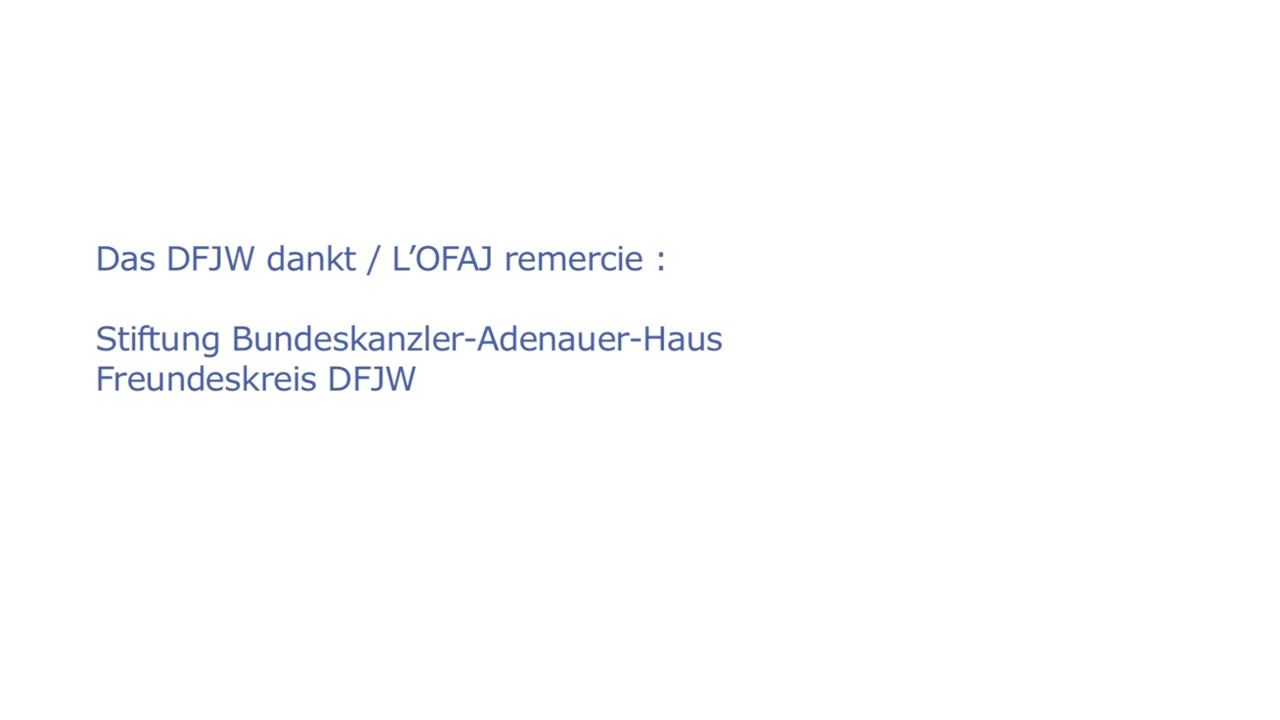 Das DFJW dankt / L’OFAJ remercie :
Stiftung Bundeskanzler-Adenauer-Haus
Freundeskreis DFJW